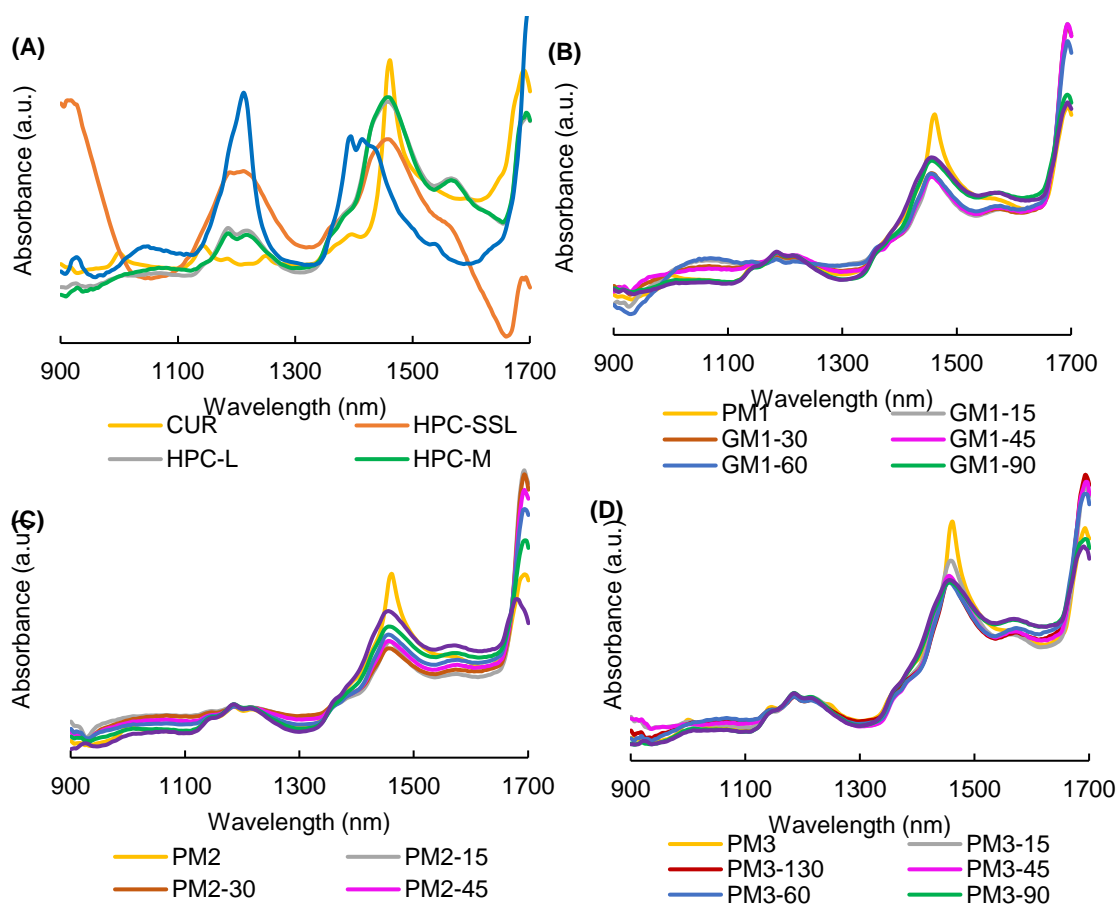 (A)
Absorbance (a.u.)
900 1100 1300 1500 1700
Wavelength (nm)
CUR HPC-SSL
HPC-L HPC-M
(B)
Absorbance (a.u.)
900 1100 1300 1500 1700
Wavelength (nm)
PM1 GM1-15
GM1-30 GM1-45
GM1-60 GM1-90
(C)
Absorbance (a.u.)
900 1100 1300 1500 1700
Wavelength (nm)
PM2 PM2-15
PM2-30 PM2-45
(D)
Absorbance (a.u.)
900 1100 1300 1500 1700
Wavelength (nm)
PM3 PM3-15
PM3-130 PM3-45
PM3-60 PM3-90